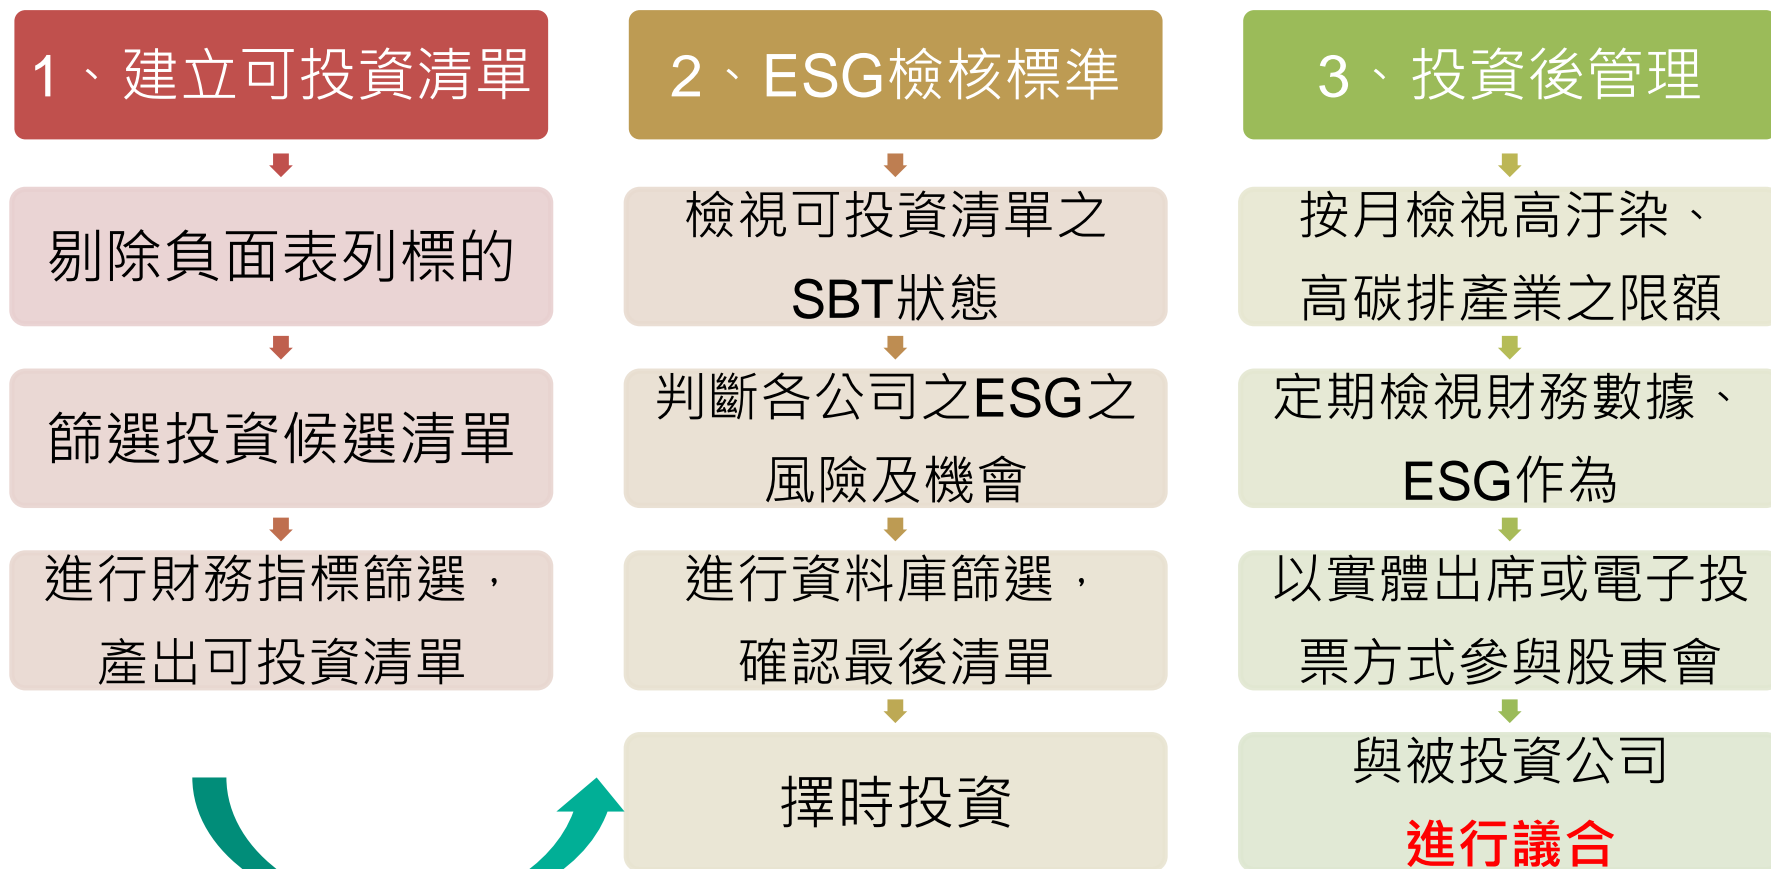 1、建立可投資清單
剔除負面表列標的
篩選投資候選清單
進行財務指標篩選，
產出可投資清單
2、ESG檢核標準
檢視可投資清單之
SBT狀態
判斷各公司之ESG之
風險及機會
進行資料庫篩選，
確認最後清單
擇時投資
3、投資後管理
按月檢視高汙染、
高碳排產業之限額
定期檢視財務數據、
ESG作為
以實體出席或電子投
票方式參與股東會
與被投資公司
進行議合